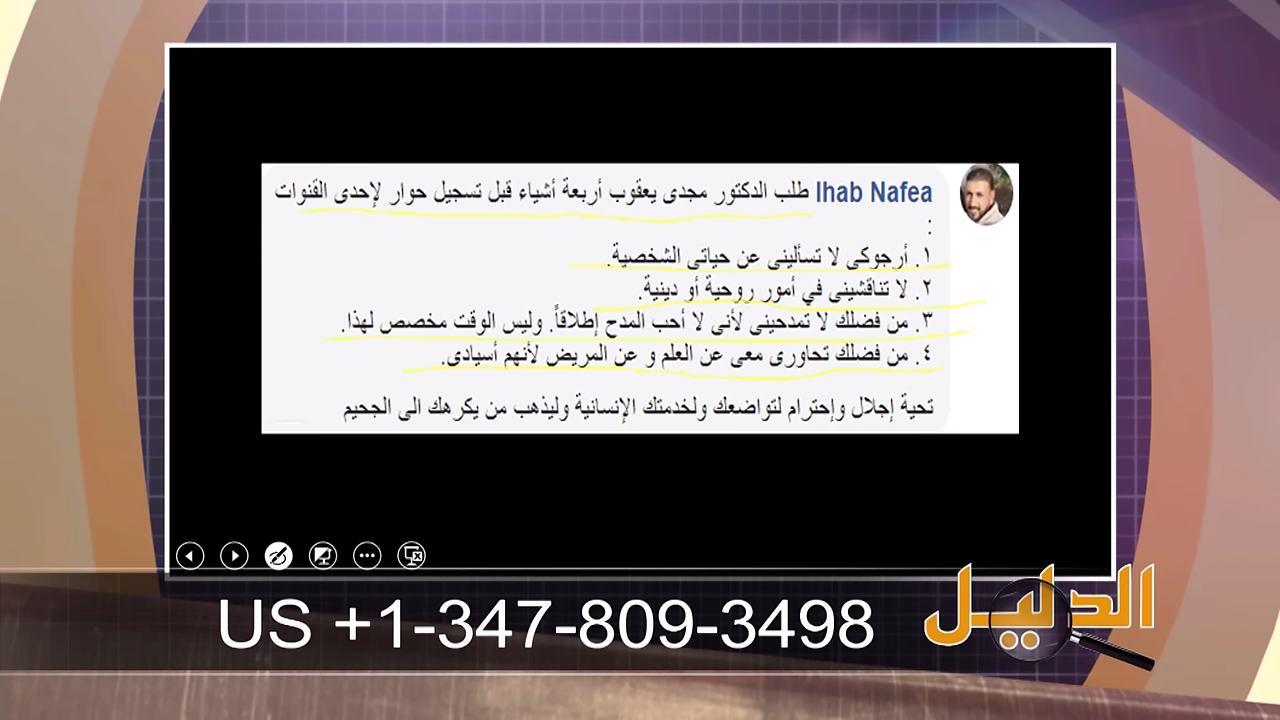 Ihab Nafea طلب الدكتور مجدى يعقوب أربعة أشياء قبل تسجيل حوار لإحدى القنوات
:
١. أرجوكى لا تسألينى عن حياتى الشخصية.
٢. لا تناقشينى في أمور روحية أو دينية.
٣. من فضلك لا تمدحينى لأنى لا أحب المدح إطلاقاً. وليس الوقت مخصص لهذا.
٤. من فضلك تحاورى معى عن العلم و عن المريض لأنهم أسيادى.
تحية إجلال وإحترام لتواضعك ولخدمتك الإنسانية وليذهب من يكرهك الى الجحيم
US +1-347-809-3498
الدليل